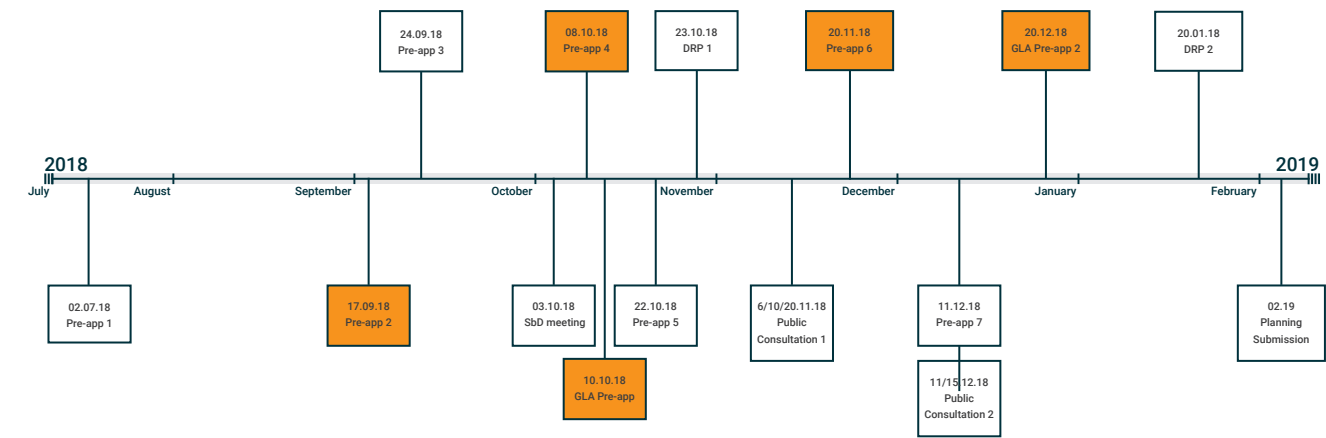 24.09.18
Pre-app 3
08.10.18
Pre-app 4
23.10.18
DRP 1
20.11.18
Pre-app 6
20.12.18
GLA Pre-app 2
20.01.18
DRP 2
2018
2019
July
August
September
October
November
December
January
February
02.07.18
Pre-app 1
17.09.18
Pre-app 2
03.10.18
SbD meeting
22.10.18
Pre-app 5
6/10/20.11.18
Public
Consultation 1
11.12.18
Pre-app 7
02.19
Planning
Submission
10.10.18
GLA Pre-app
11/15/12.18
Public
Consultation 2